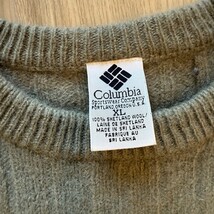 Columbia
Sportswear Company
PORTLAND, OREGON U.S.A.
XL
100% SHETLAND WOOL/
LAINE DE SHETLAND
MADE IN SRI LANKA
FABRIQUE AU
SRI LANKA